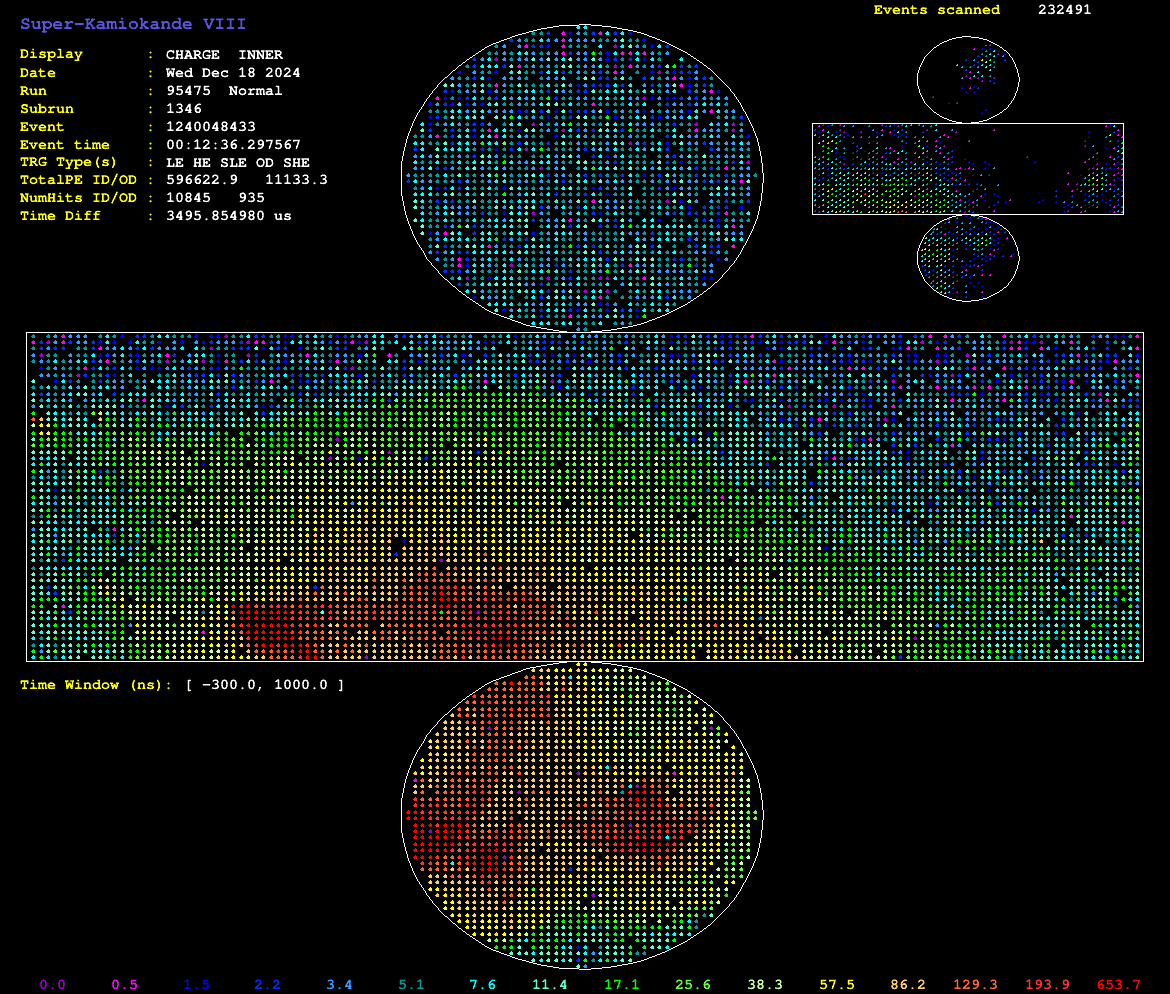 Super-Kamiokande VIII
Events scanned 232491
Display : CHARGE INNER
Date : Wed Dec 18 2024
Run : 95475 Normal
Subrun : 1346
Event : 1240048433
Event time : 00:12:36.297567
TRG Type(s) : LE HE SLE OD SHE
TotalPE ID/OD : 596622.9 11133.3
NumHits ID/OD : 10845 935
Time Diff : 3495.854980 us
Time Window (ns): [ −300.0, 1000.0 ]
0.0 0.5 1.5 2.2 3.4 5.1 7.6 11.4 17.1 25.6 38.3 57.5 86.2 129.3 193.9 653.7